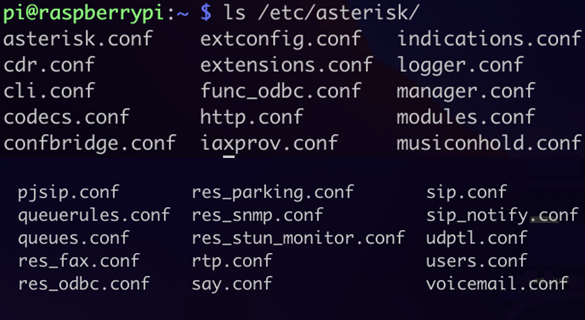 pi@raspberrypi:~ $ ls /etc/asterisk/
asterisk.conf extconfig.conf indications.conf
cdr.conf extensions.conf logger.conf
cli.conf func_odbc.conf manager.conf
codecs.conf http.conf modules.conf
confbridge.conf iaxprov.conf musiconhold.conf
pjsip.conf res_parking.conf sip.conf
queuerules.conf res_snmp.conf sip_notify.conf
queues.conf res_stun_monitor.conf udptl.conf
res_fax.conf rtp.conf users.conf
res_odbc.conf say.conf voicemail.conf